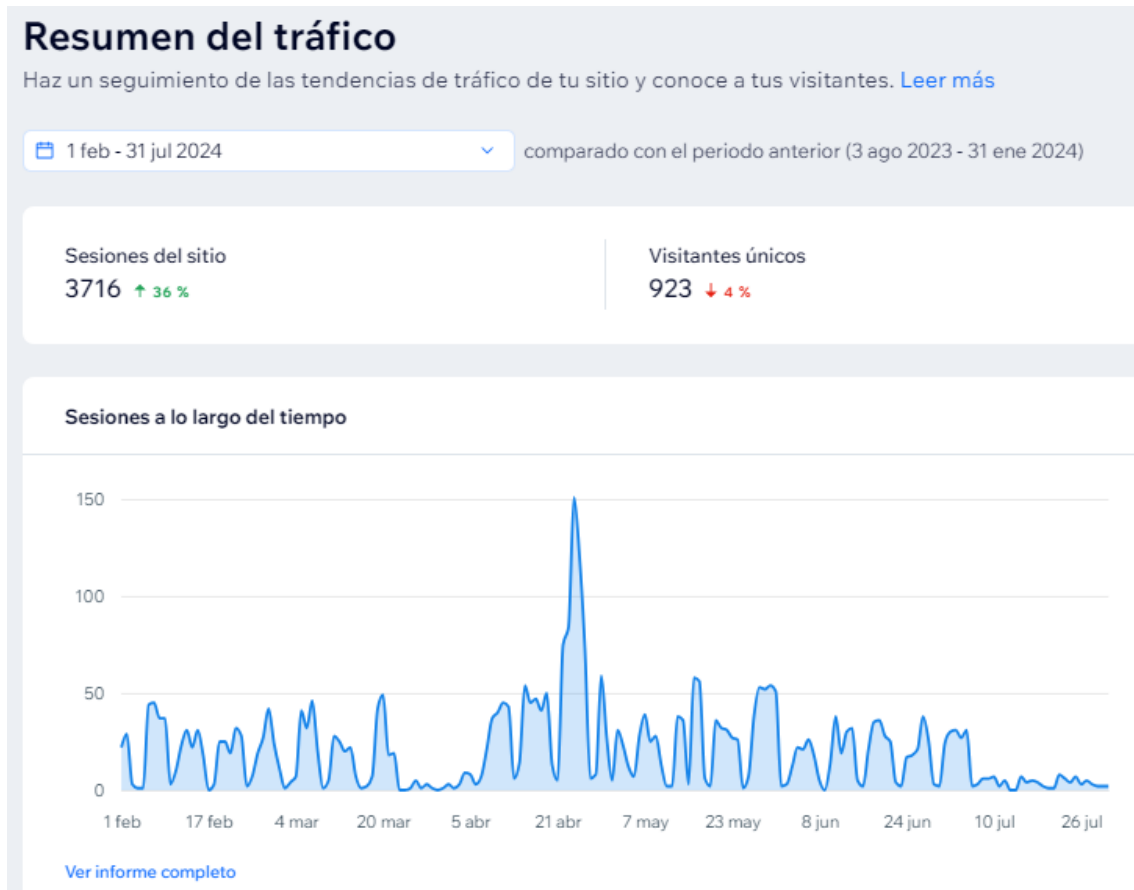 Resumen del tráfico
Haz un seguimiento de las tendencias de tráfico de tu sitio y conoce a tus visitantes. Leer más
1 feb - 31 jul 2024 comparado con el periodo anterior (3 ago 2023 - 31 ene 2024)
Sesiones del sitio Visitantes únicos
3716 ↑ 36 % 923 ↓ 4 %
Sesiones a lo largo del tiempo
150
100
50
0
1 feb 17 feb 4 mar 20 mar 5 abr 21 abr 7 may 23 may 8 jun 24 jun 10 jul 26 jul
Ver informe completo